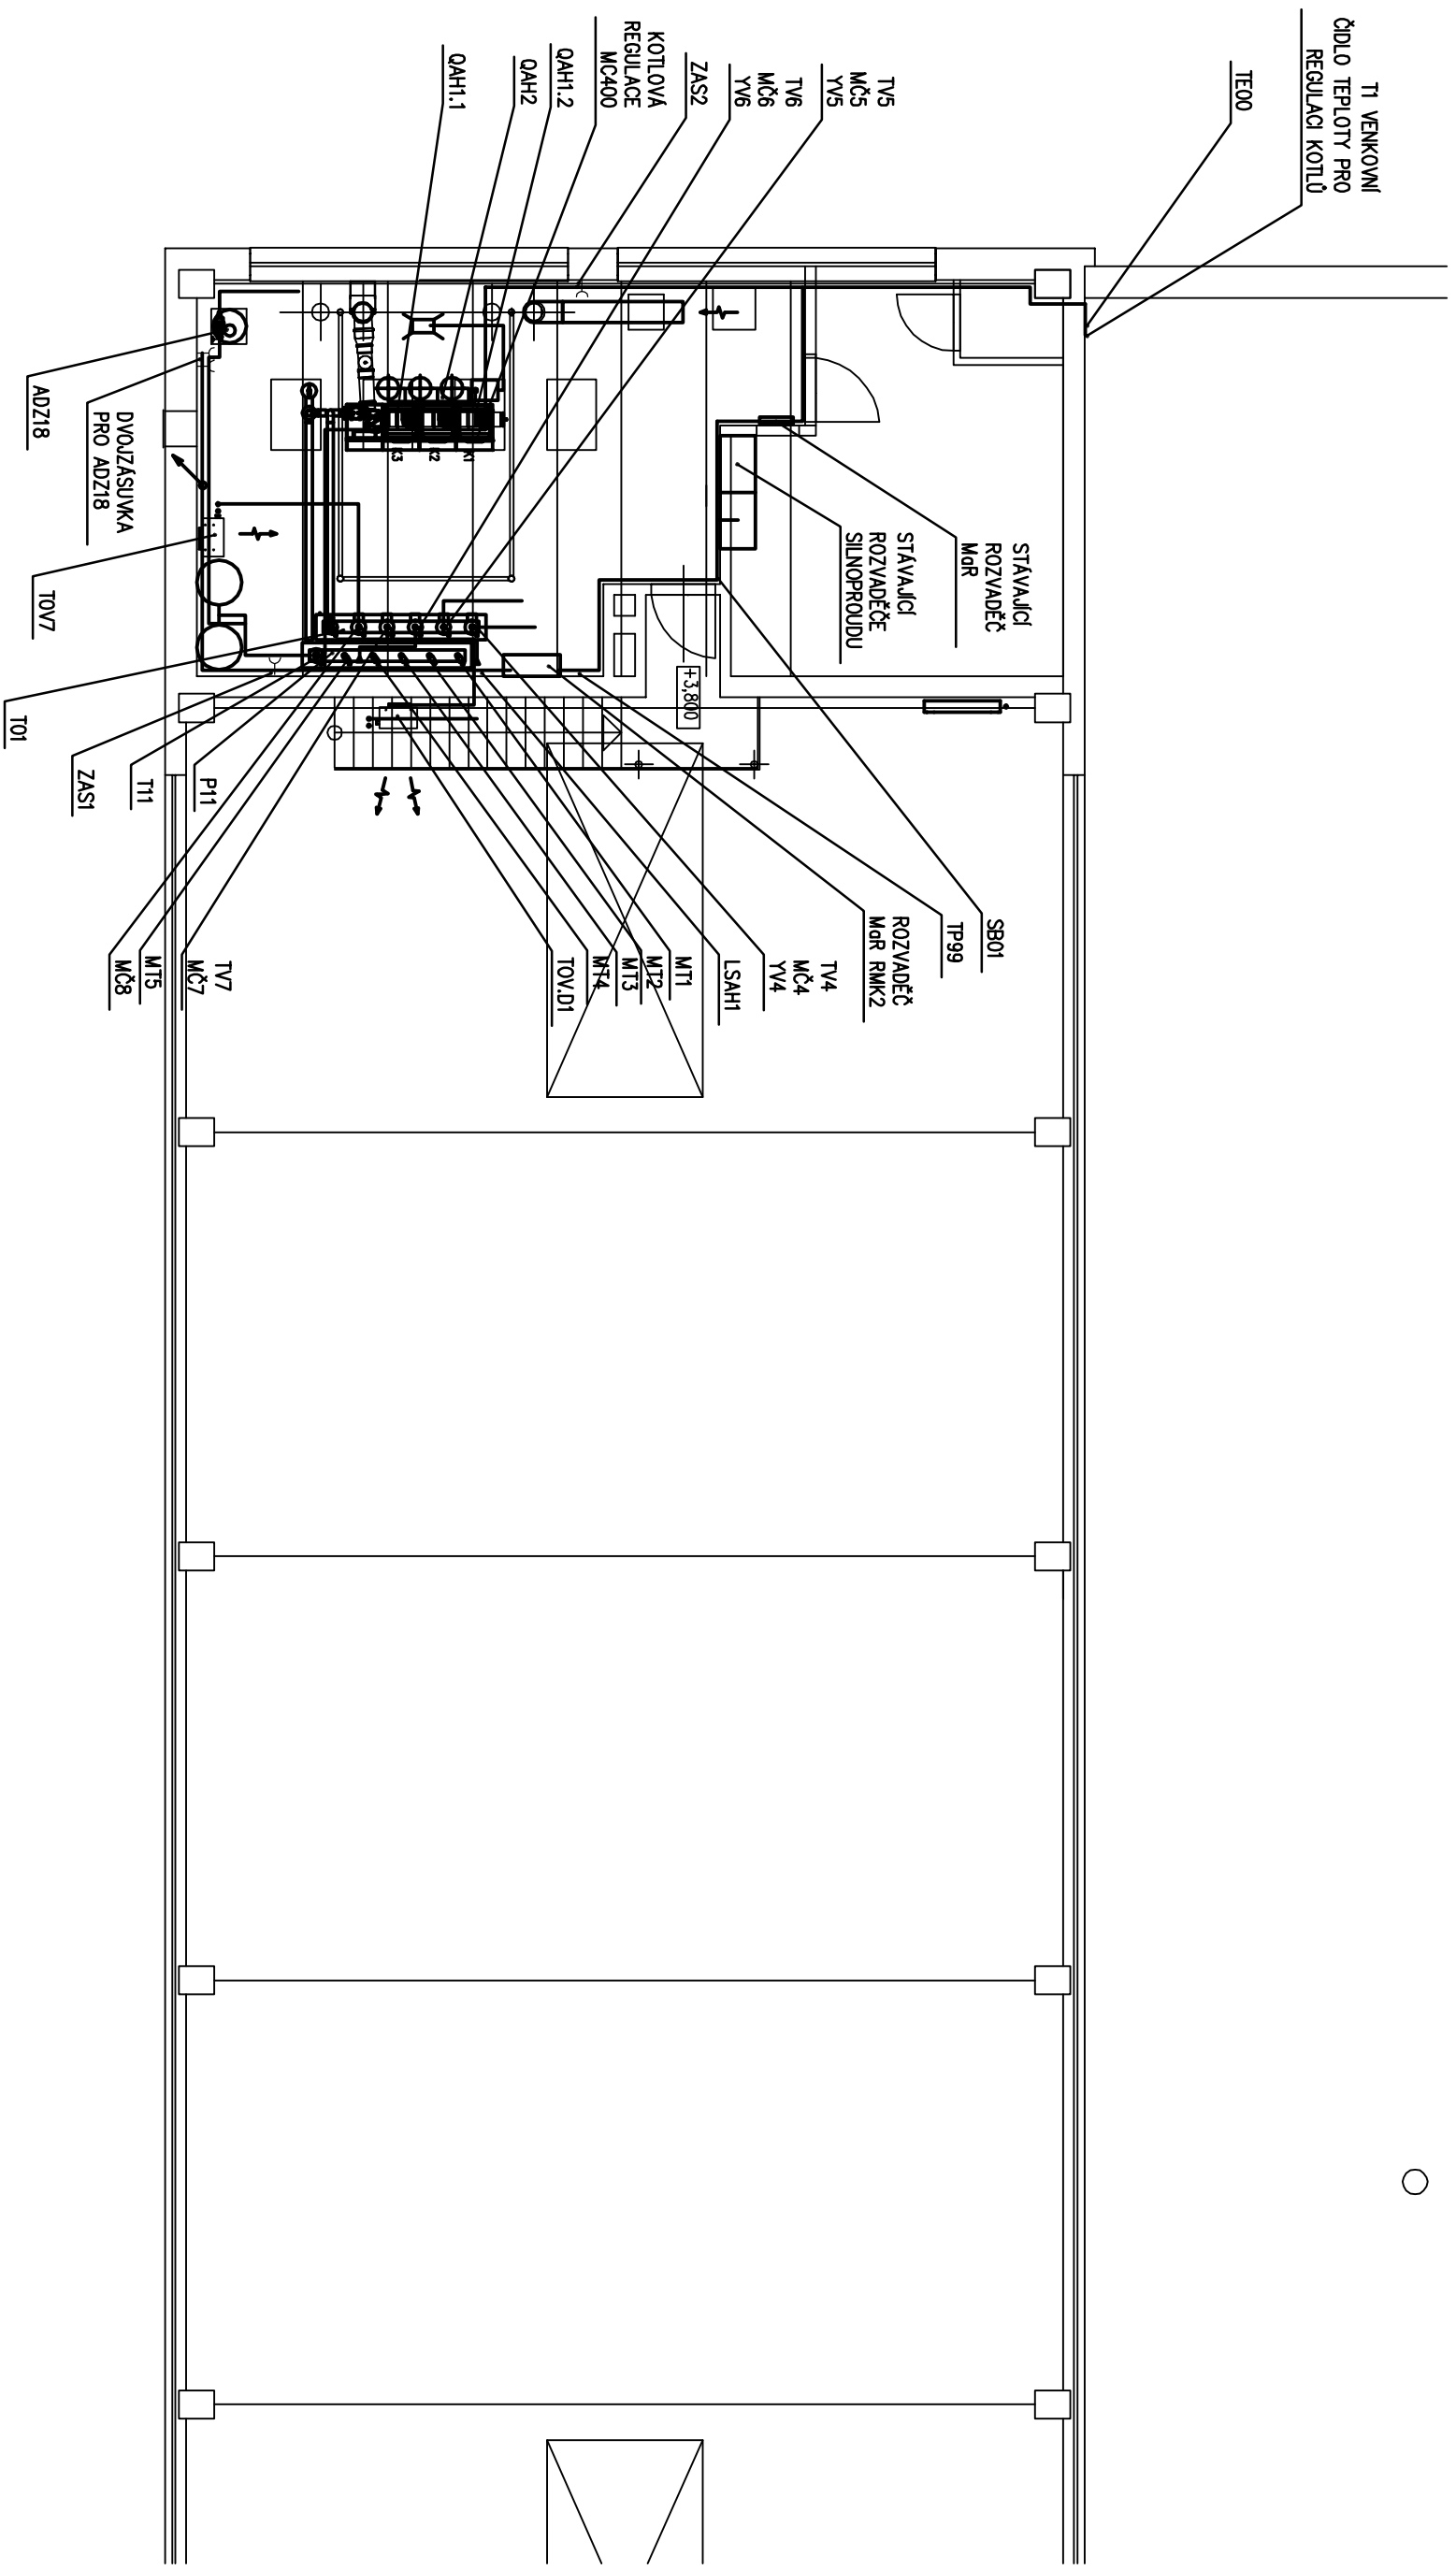 T1 VENKOVNÍ
ČIDLO TEPLOTY PRO
REGULACI KOTLŮ
TE00
TV5
MČ5
YV5
TV6
MČ6
YV6
ZAS2
KOTLOVÁ
REGULACE
MC400
QAH1.2
QAH2
QAH1.1
STÁVAJÍCÍ
ROZVADĚČ
MaR
STÁVAJÍCÍ
ROZVADĚČE
SILNOPROUDU
K1
K2
K3
+3,800
ADZ18
DVOJZÁSUVKA
PRO ADZ18
TOV7
T01
ZAS1
T11
P11
SB01
TP99
ROZVADĚČ
MaR RMK2
TV4
MČ4
YV4
LSAH1
MT1
MT2
MT3
MT4
TOV.D1
TV7
MČ7
MT5
MČ8